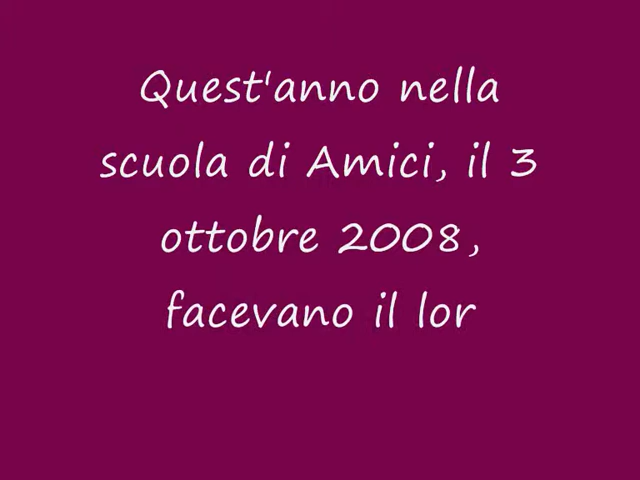 Quest'anno nella
scuola di Amici, il 3
ottobre 2008,
facevano il lor